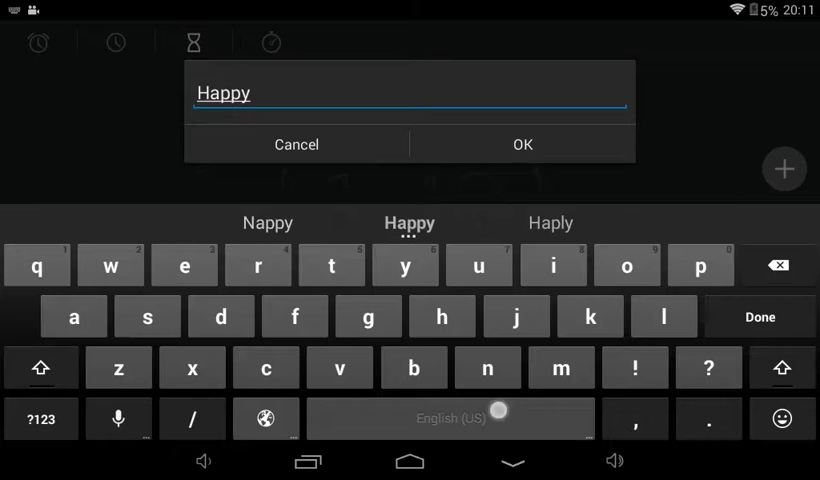 5% 20:11
Happy
Cancel OK
Nappy Happy Haply
q 1 w 2 e 3 r 4 t 5 y 6 u 7 i 8 o 9 p 0
a s d f g h j k l Done
z x c v b n m ! ?
?123 / English (US) , .